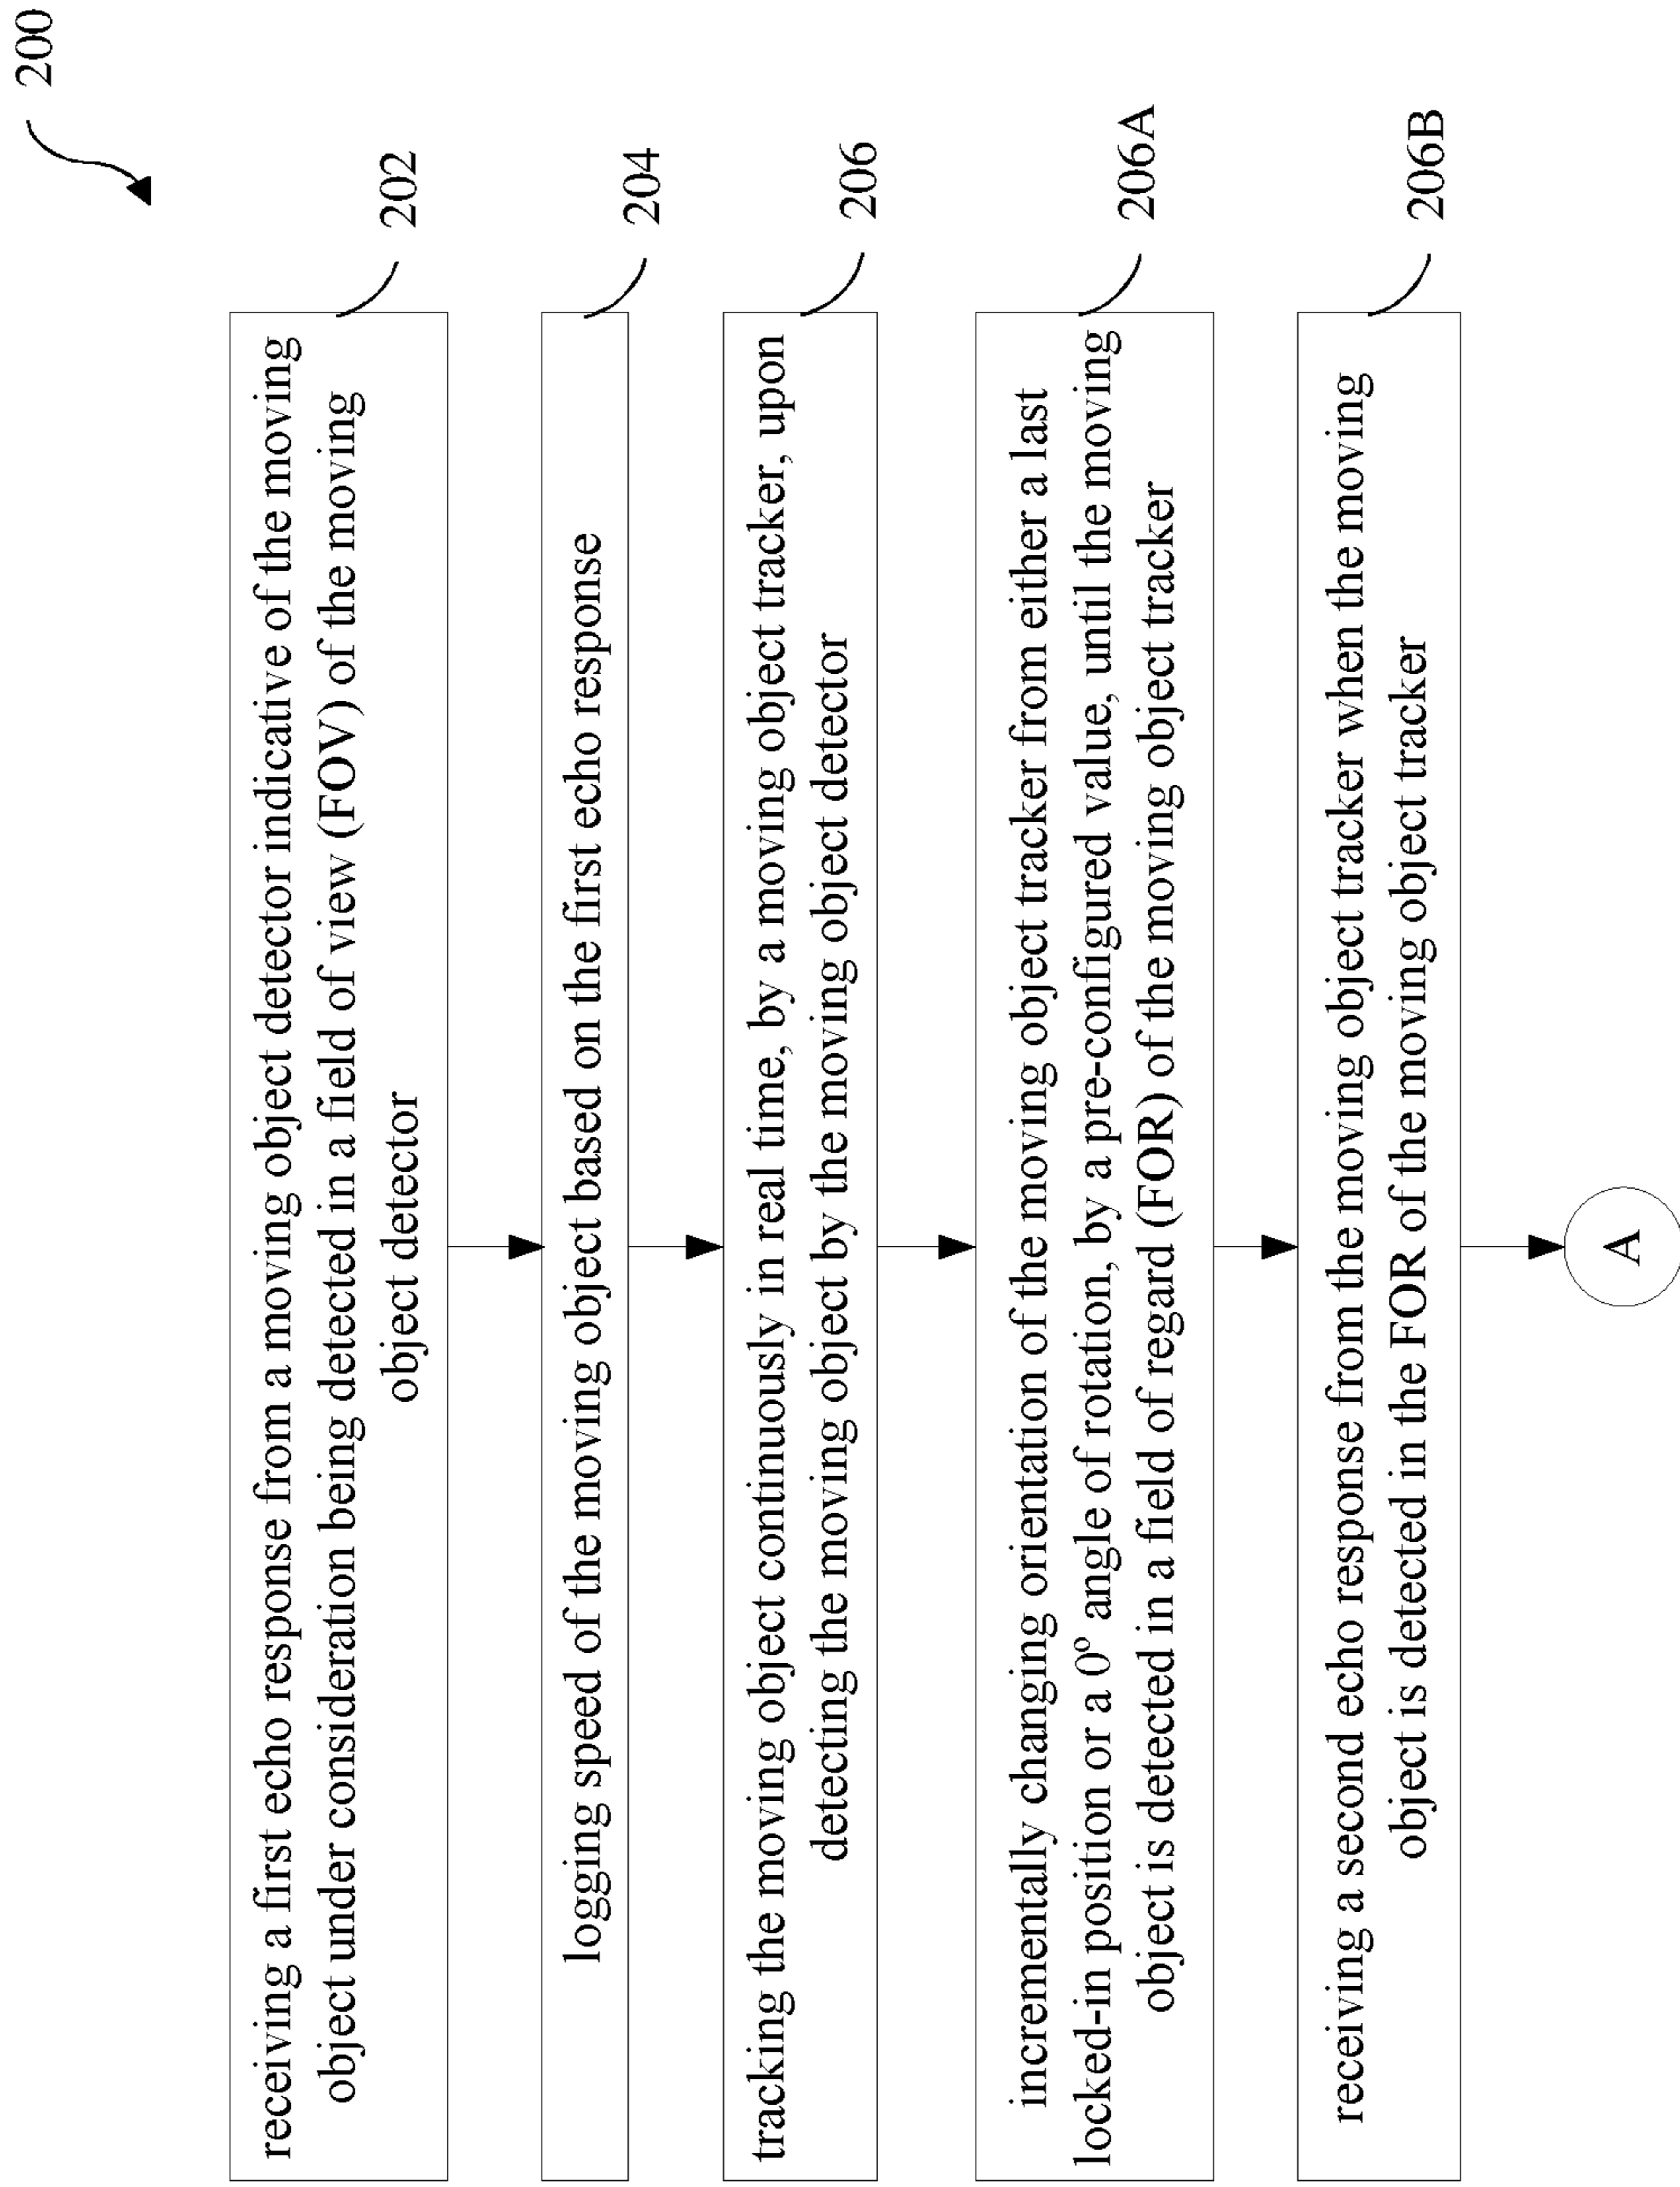 200
receiving a first echo response from a moving object detector indicative of the moving
object under consideration being detected in a field of view (FOV) of the moving
object detector
202
logging speed of the moving object based on the first echo response
204
tracking the moving object continuously in real time, by a moving object tracker, upon
detecting the moving object by the moving object detector
206
incrementally changing orientation of the moving object tracker from either a last
locked-in position or a 0° angle of rotation, by a pre-configured value, until the moving
object is detected in a field of regard (FOR) of the moving object tracker
206A
receiving a second echo response from the moving object tracker when the moving
object is detected in the FOR of the moving object tracker
206B
A